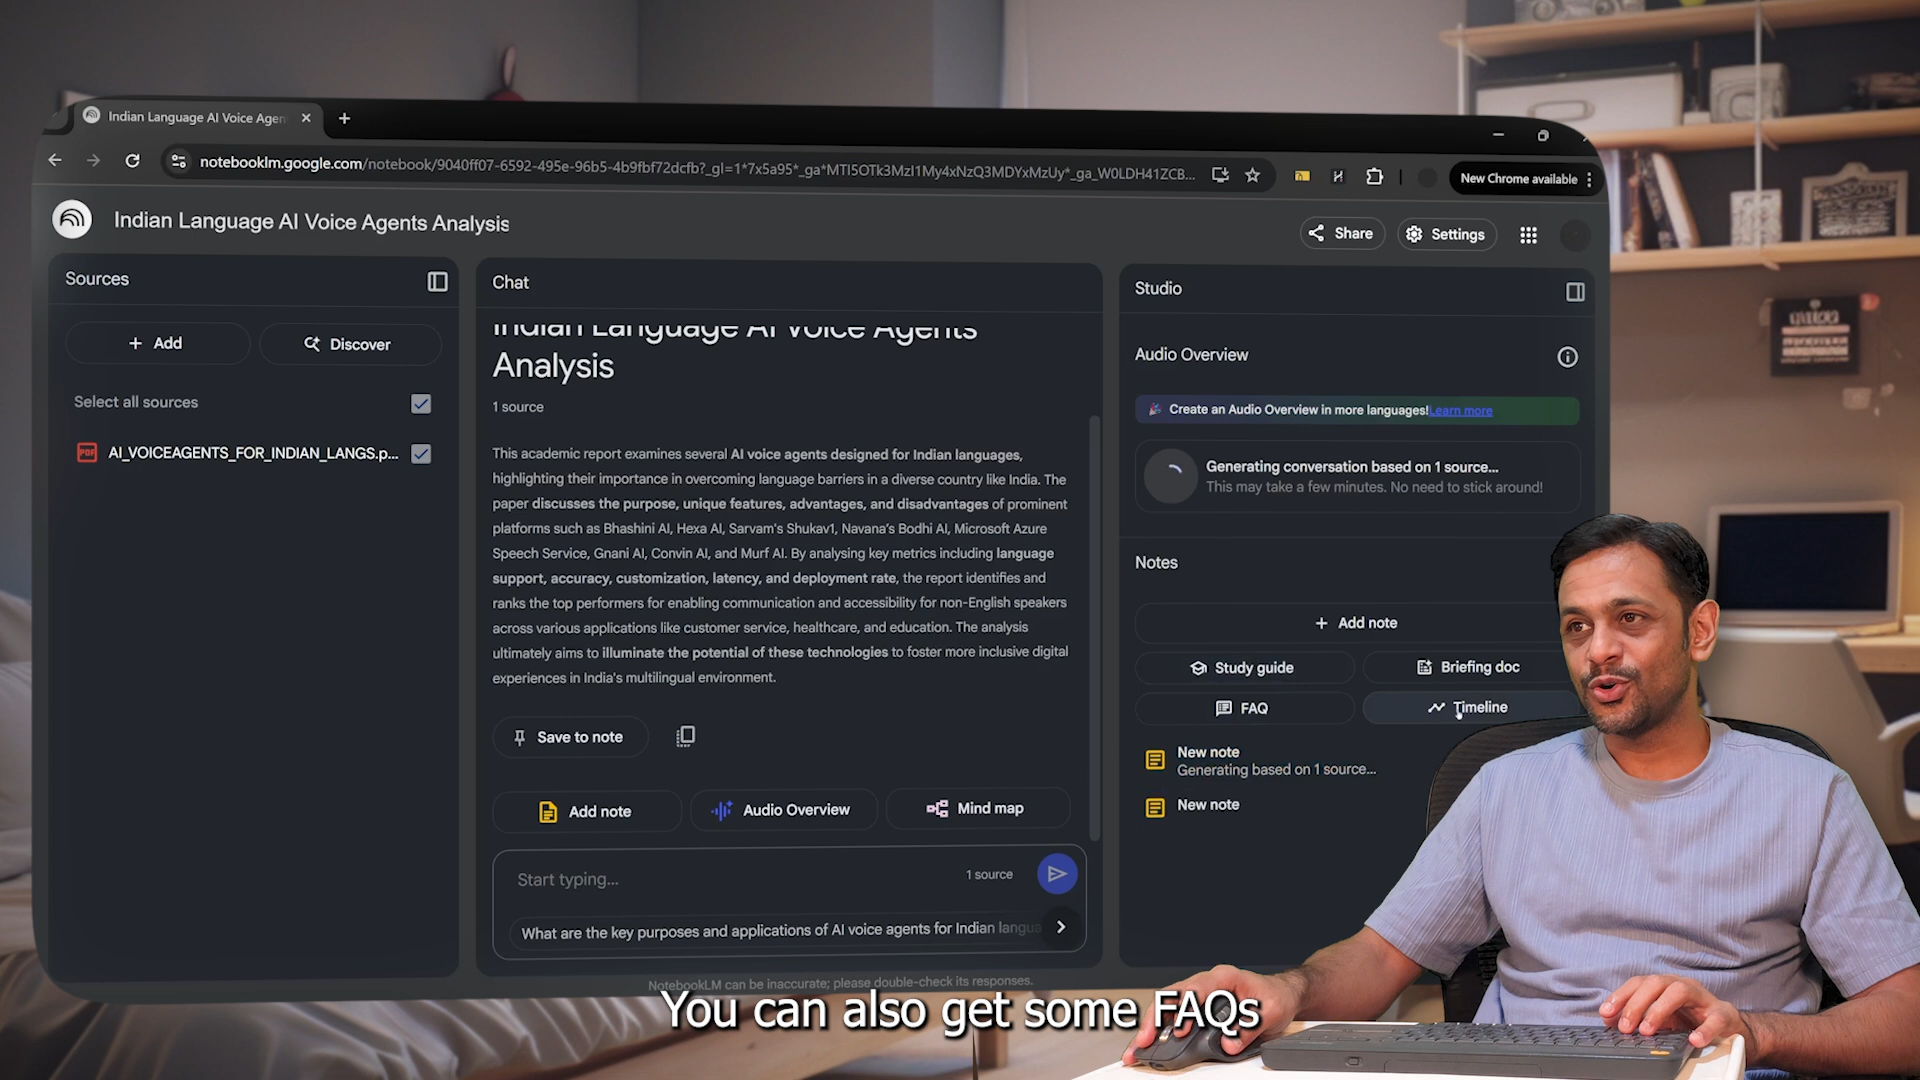 Indian Language AI Voice Agen
notebooklm.google.com/notebook/9040ff07-6592-495e-96b5-4b9fbf72dcfb?_gl=1*7x5a95*_ga*MTI5OTk3MzI1My4xNzQ3MDYxMzUy*_ga_W0LDH41ZCB...
New Chrome available
Indian Language AI Voice Agents Analysis
Share
Settings
Sources
Add
Discover
Select all sources
PDF
AI_VOICEAGENTS_FOR_INDIAN_LANGS.p...
Chat
Indian Language AI Voice Agents
Analysis
1 source
This academic report examines several AI voice agents designed for Indian languages,
highlighting their importance in overcoming language barriers in a diverse country like India. The
paper discusses the purpose, unique features, advantages, and disadvantages of prominent
platforms such as Bhashini AI, Hexa AI, Sarvam's Shukav1, Navana's Bodhi AI, Microsoft Azure
Speech Service, Gnani AI, Convin AI, and Murf AI. By analysing key metrics including language
support, accuracy, customization, latency, and deployment rate, the report identifies and
ranks the top performers for enabling communication and accessibility for non-English speakers
across various applications like customer service, healthcare, and education. The analysis
ultimately aims to illuminate the potential of these technologies to foster more inclusive digital
experiences in India's multilingual environment.
Save to note
Add note
Audio Overview
Mind map
Start typing...
1 source
What are the key purposes and applications of AI voice agents for Indian langua
NotebookLM can be inaccurate; please double-check its responses.
Studio
Audio Overview
Create an Audio Overview in more languages! Learn more
Generating conversation based on 1 source...
This may take a few minutes. No need to stick around!
Notes
Add note
Study guide
Briefing doc
FAQ
Timeline
New note
Generating based on 1 source...
New note
You can also get some FAQs